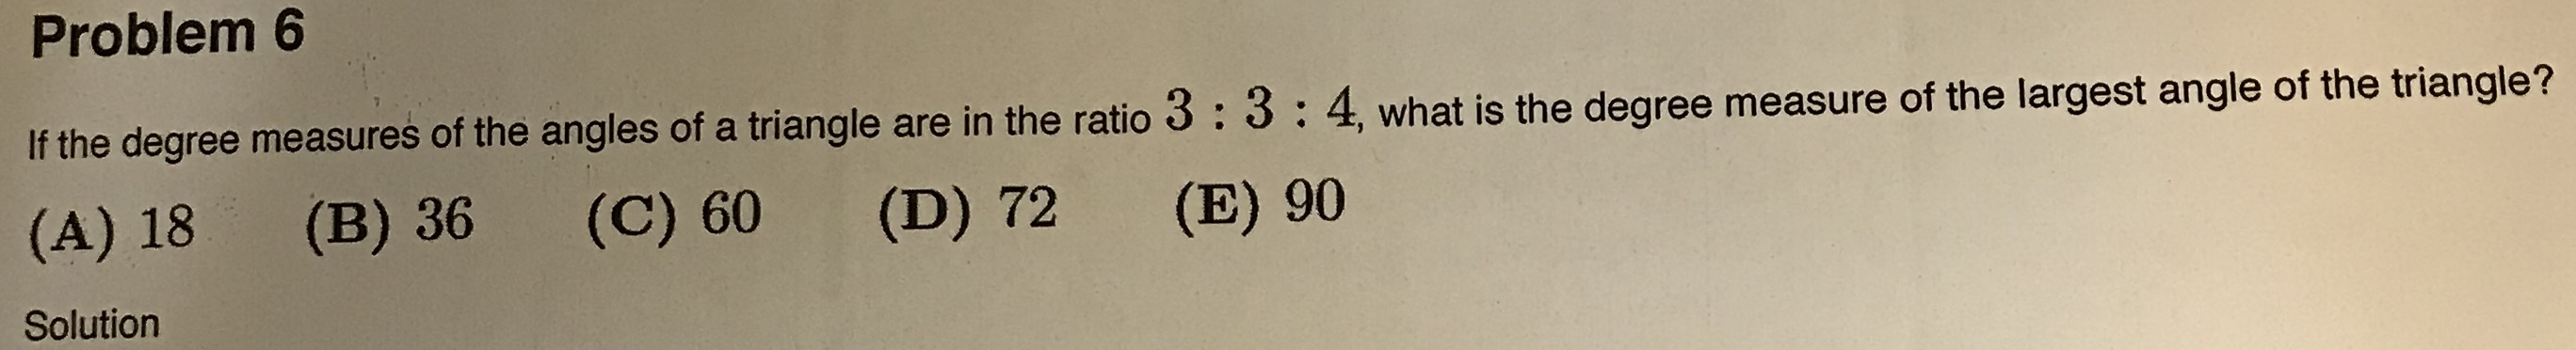 Problem 6
If the degree measures of the angles of a triangle are in the ratio 3 : 3 : 4, what is the degree measure of the largest angle of the triangle?
(A) 18 (B) 36 (C) 60 (D) 72 (E) 90
Solution